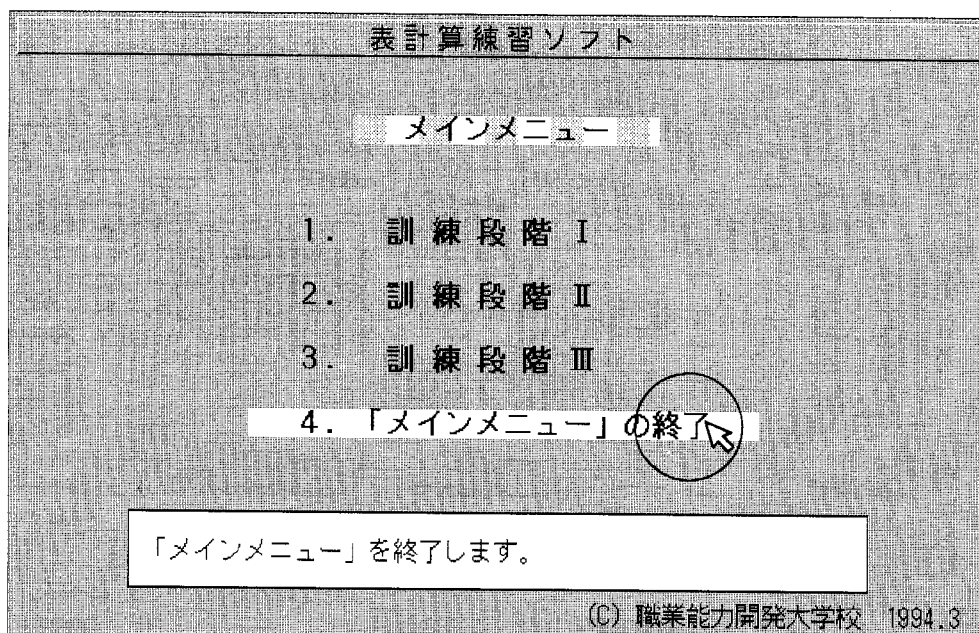 表計算練習ソフト
メインメニュー
1. 訓練段階 Ⅰ
2. 訓練段階 Ⅱ
3. 訓練段階 Ⅲ
4. 「メインメニュー」の終了
「メインメニュー」を終了します。
(C) 職業能力開発大学校 1994.3